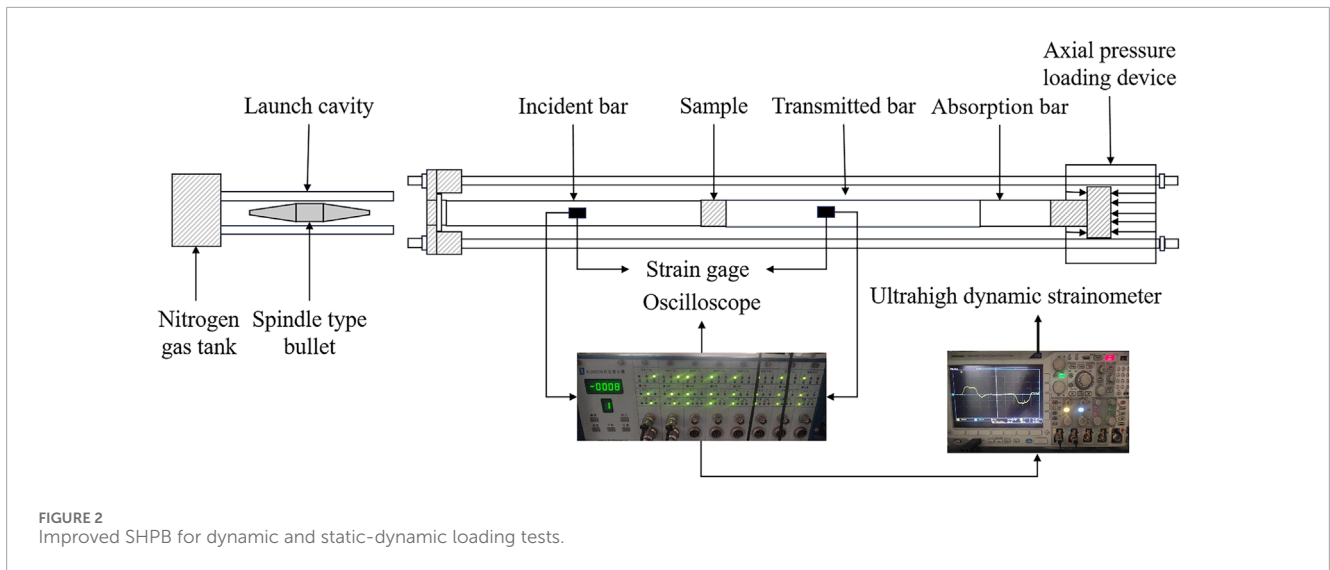 Axial pressure
loading device
Launch cavity
Incident bar
Sample
Transmitted bar
Absorption bar
Strain gage
Oscilloscope
Ultrahigh dynamic strainometer
Nitrogen
gas tank
Spindle type
bullet
-0008
1
FIGURE 2
Improved SHPB for dynamic and static-dynamic loading tests.